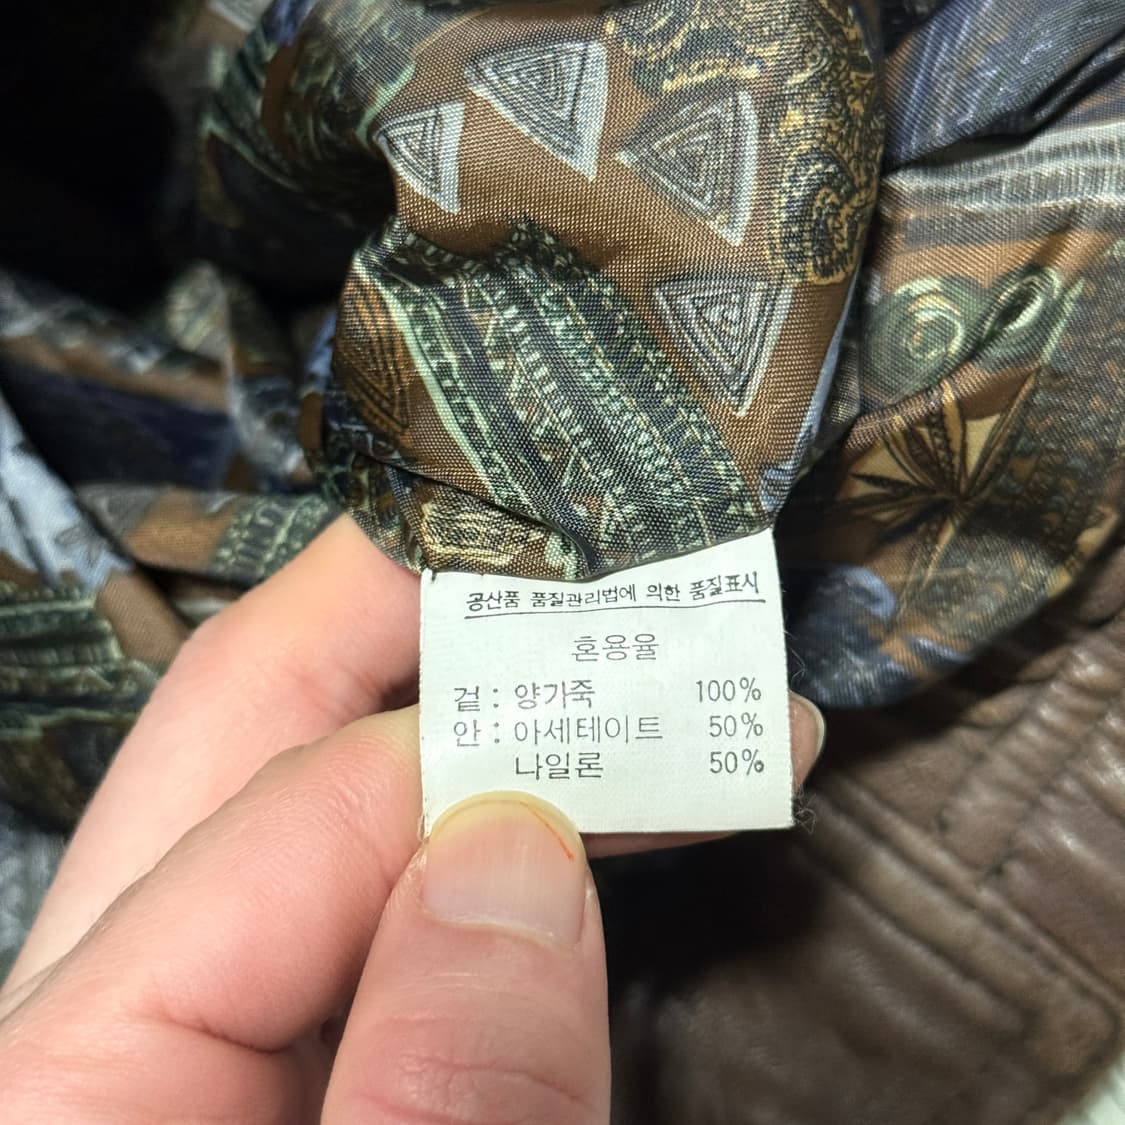 공산품 품질관리법에 의한 품질표시
혼용율
겉 : 양가죽 100%
안 : 아세테이트 50%
나일론 50%